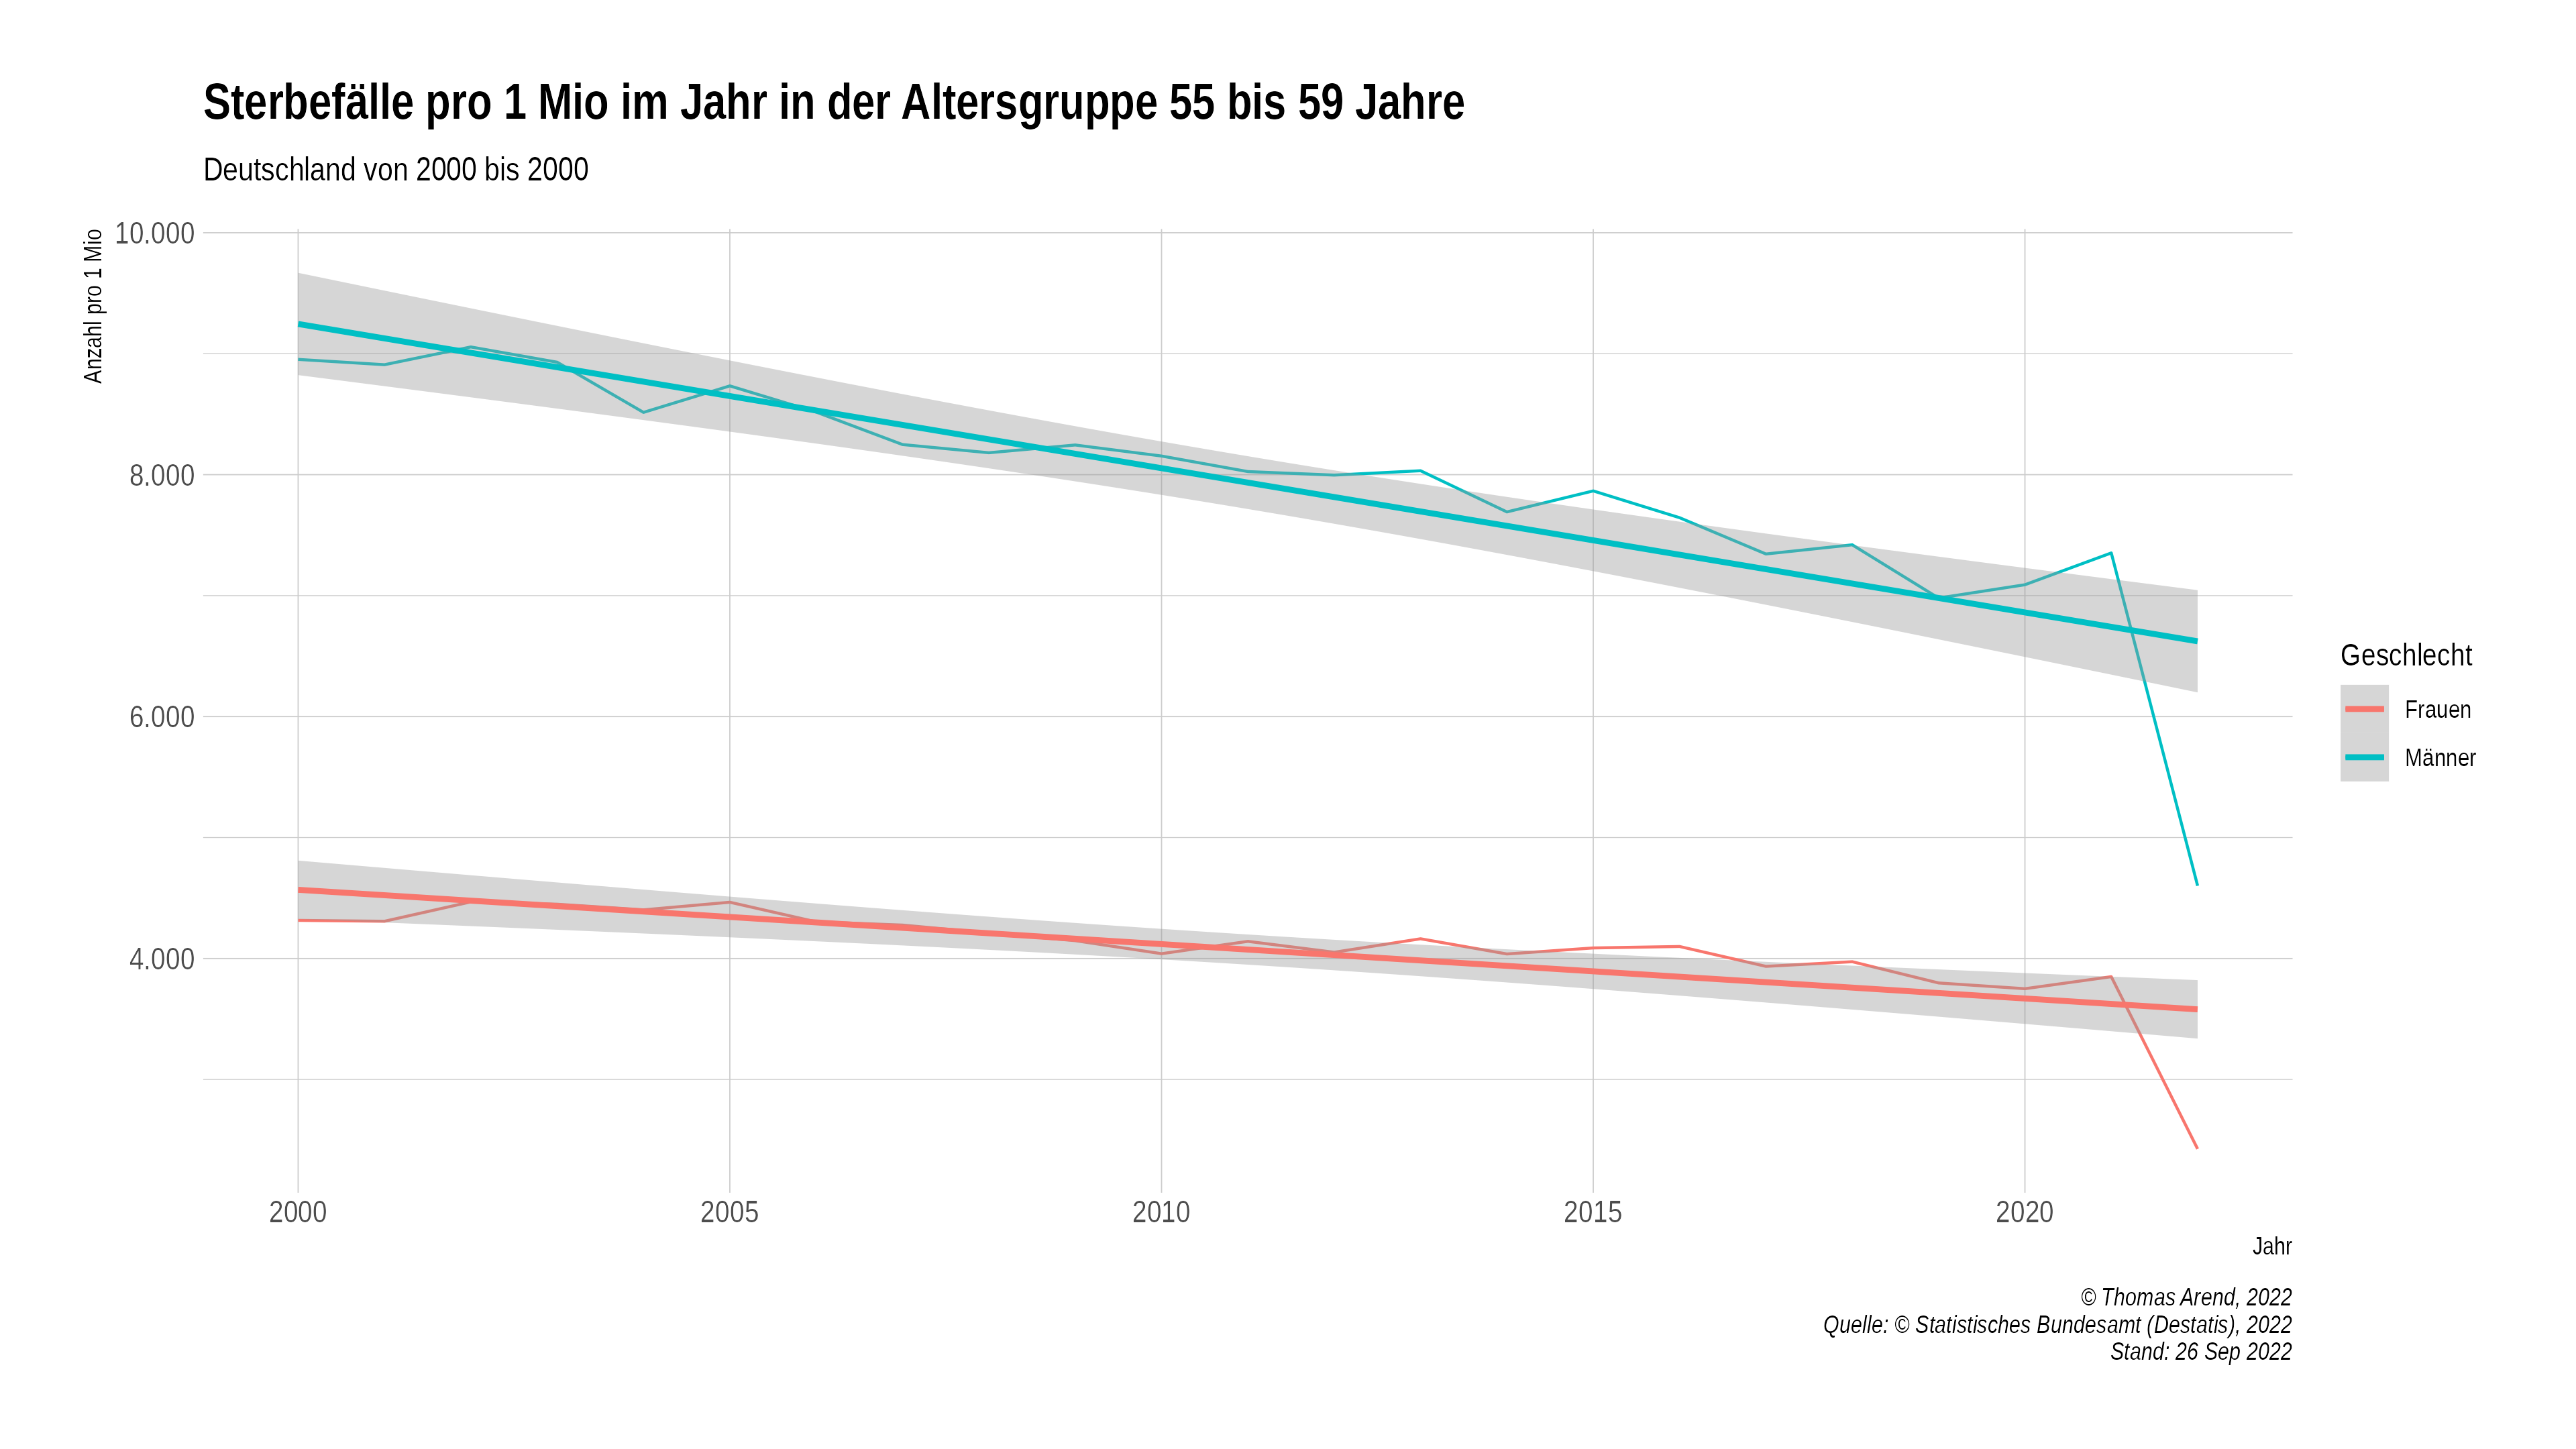 Sterbefälle pro 1 Mio im Jahr in der Altersgruppe 55 bis 59 Jahre
Deutschland von 2000 bis 2000
Anzahl pro 1 Mio
10.000
8.000
6.000
4.000
2000
2005
2010
2015
2020
Jahr
Geschlecht
Frauen
Männer
© Thomas Arend, 2022
Quelle: © Statistisches Bundesamt (Destatis), 2022
Stand: 26 Sep 2022